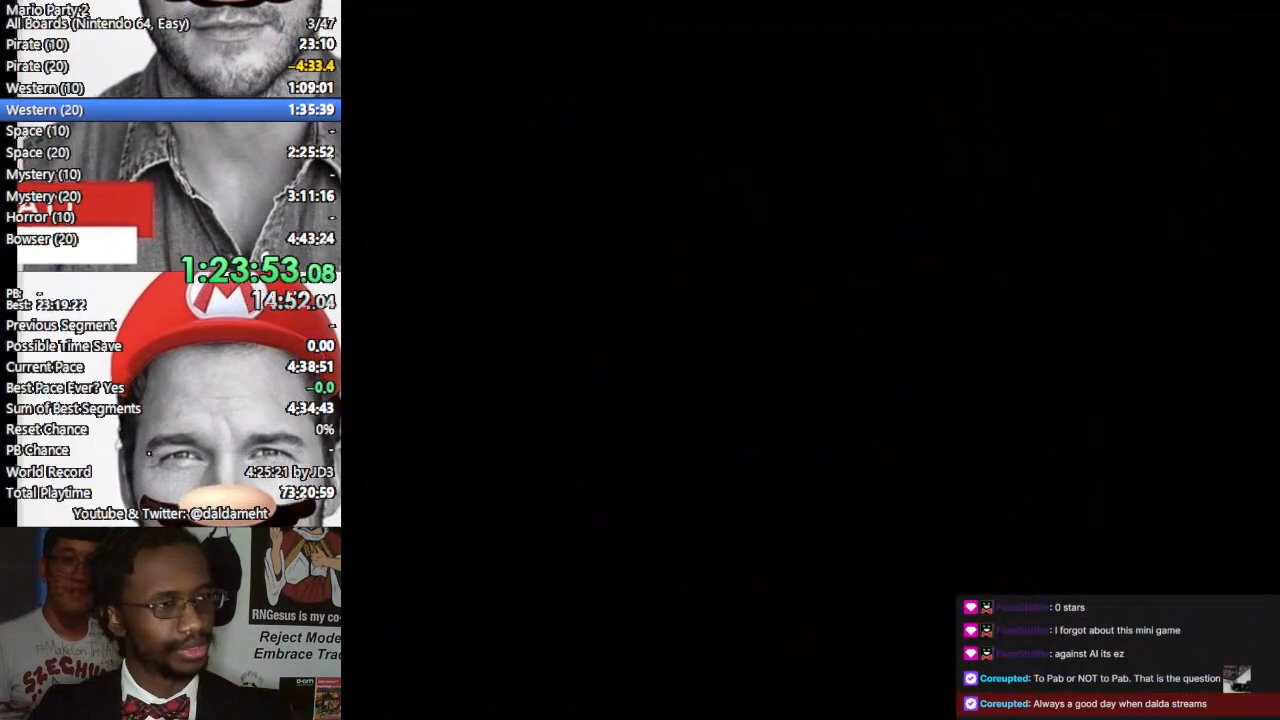 Mario Party 2
All Boards (Nintendo 64, Easy) 3/47
Pirate (10) 23:10
Pirate (20) -4:33.4
Western (10) 1:09:01
Western (20) 1:35:39
Space (10) -
Space (20) 2:25:52
Mystery (10) -
Mystery (20) 3:11:16
Horror (10) -
Bowser (20) 4:43:24
1:23:53.08
PB: - 14:52.04
Best: 23:19.22
Previous Segment -
Possible Time Save 0.00
Current Pace 4:38:51
Best Pace Ever? Yes -0.0
Sum of Best Segments 4:34:43
Reset Chance 0%
PB Chance -
World Record 4:25:21 by JD3
Total Playtime 73:20:59
Youtube & Twitter: @daldameht
RNGesus is my co-
Reject Mode
Embrace Tra
: 0 stars
: I forgot about this mini game
: against AI its ez
Coreupted: To Pab or NOT to Pab. That is the question
Coreupted: Always a good day when dalda streams